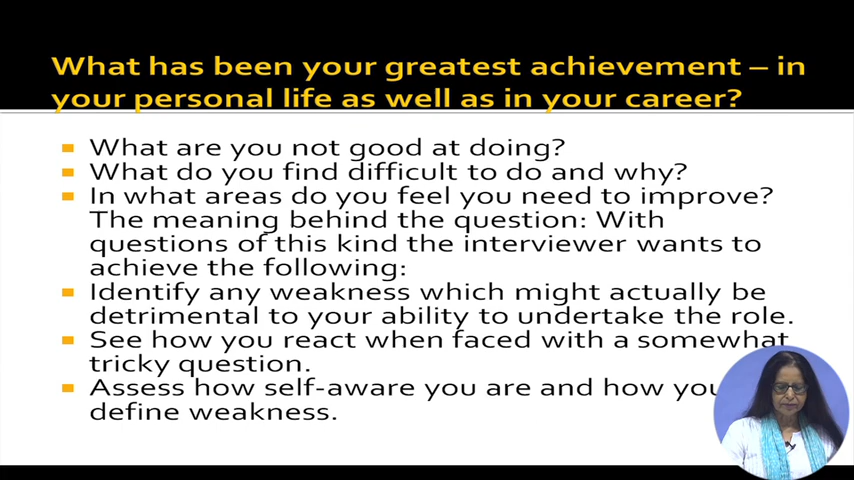 What has been your greatest achievement – in
your personal life as well as in your career?
What are you not good at doing?
What do you find difficult to do and why?
In what areas do you feel you need to improve?
The meaning behind the question: With
questions of this kind the interviewer wants to
achieve the following:
Identify any weakness which might actually be
detrimental to your ability to undertake the role.
See how you react when faced with a somewhat
tricky question.
Assess how self-aware you are and how you
define weakness.